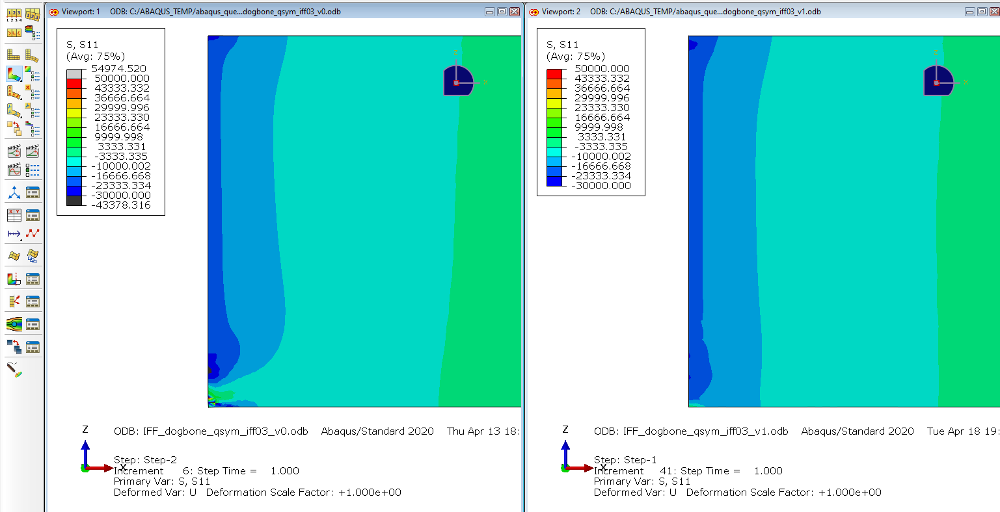 Viewport: 1 ODB: C:/ABAQUS_TEMP/abaqus_que...dogbone_qsym_iff03_v0.odb
S, S11
(Avg: 75%)
54974.520
50000.000
43333.332
36666.664
29999.996
23333.330
16666.664
9999.998
3333.331
-3333.335
-10000.002
-16666.668
-23333.334
-30000.000
-43378.316
Y
X
Z
X
ODB: IFF_dogbone_qsym_iff03_v0.odb Abaqus/Standard 2020 Thu Apr 13 18:
Step: Step-2
Increment 6: Step Time = 1.000
Primary Var: S, S11
Deformed Var: U Deformation Scale Factor: +1.000e+00
Viewport: 2 ODB: C:/ABAQUS_TEMP/abaqus_que...dogbone_qsym_iff03_v1.odb
S, S11
(Avg: 75%)
50000.000
43333.332
36666.664
29999.996
23333.330
16666.664
9999.998
3333.331
-3333.335
-10000.002
-16666.668
-23333.334
-30000.000
Y
X
Z
X
ODB: IFF_dogbone_qsym_iff03_v1.odb Abaqus/Standard 2020 Tue Apr 18 19:
Step: Step-1
Increment 41: Step Time = 1.000
Primary Var: S, S11
Deformed Var: U Deformation Scale Factor: +1.000e+00